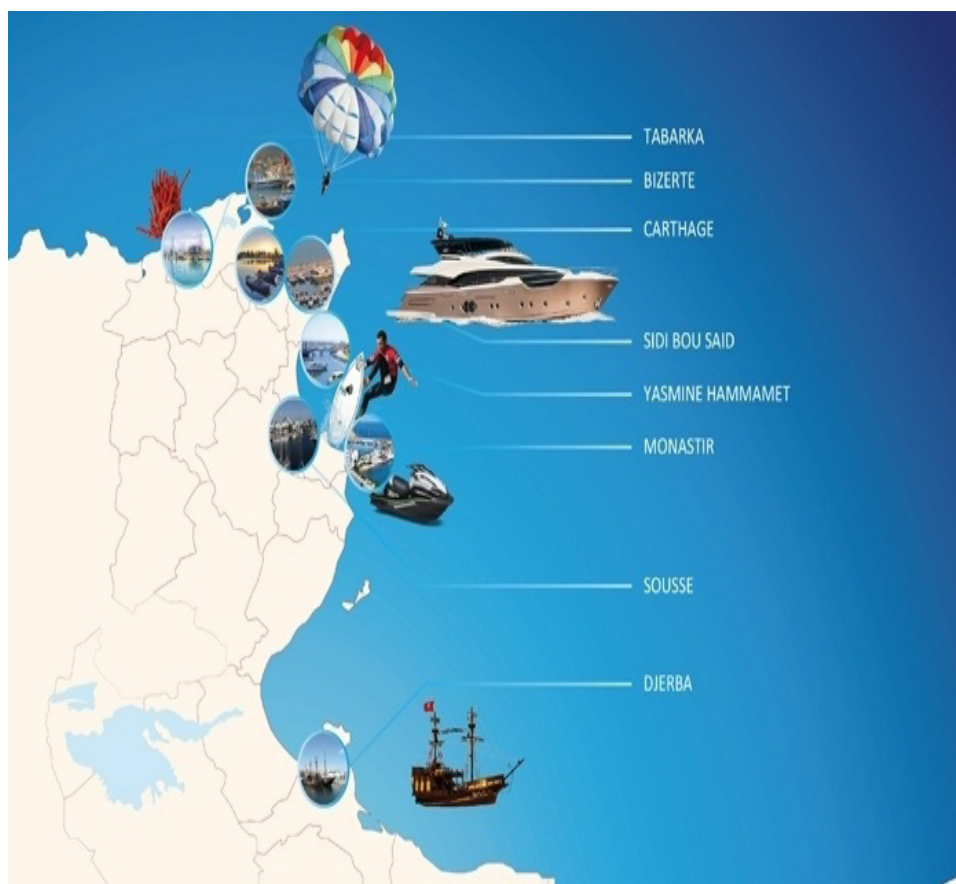 TABARKA
BIZERTE
CARTHAGE
SIDI BOU SAID
YASMINE HAMMAMET
MONASTIR
SOUSSE
DJERBA